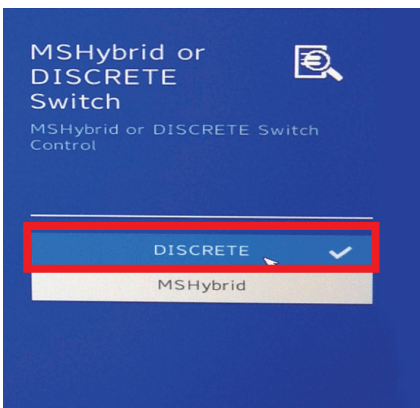 MSHybrid or
DISCRETE
Switch
MSHybrid or DISCRETE Switch
Control
DISCRETE
MSHybrid